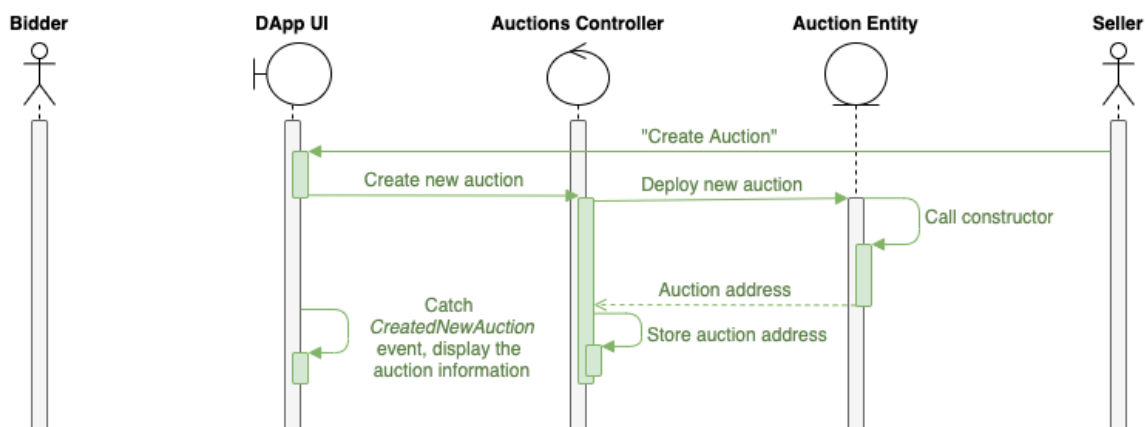 Bidder
DApp UI
Auctions Controller
Auction Entity
Seller
"Create Auction"
Create new auction
Deploy new auction
Call constructor
Auction address
Catch
CreatedNewAuction
event, display the
auction information
Store auction address